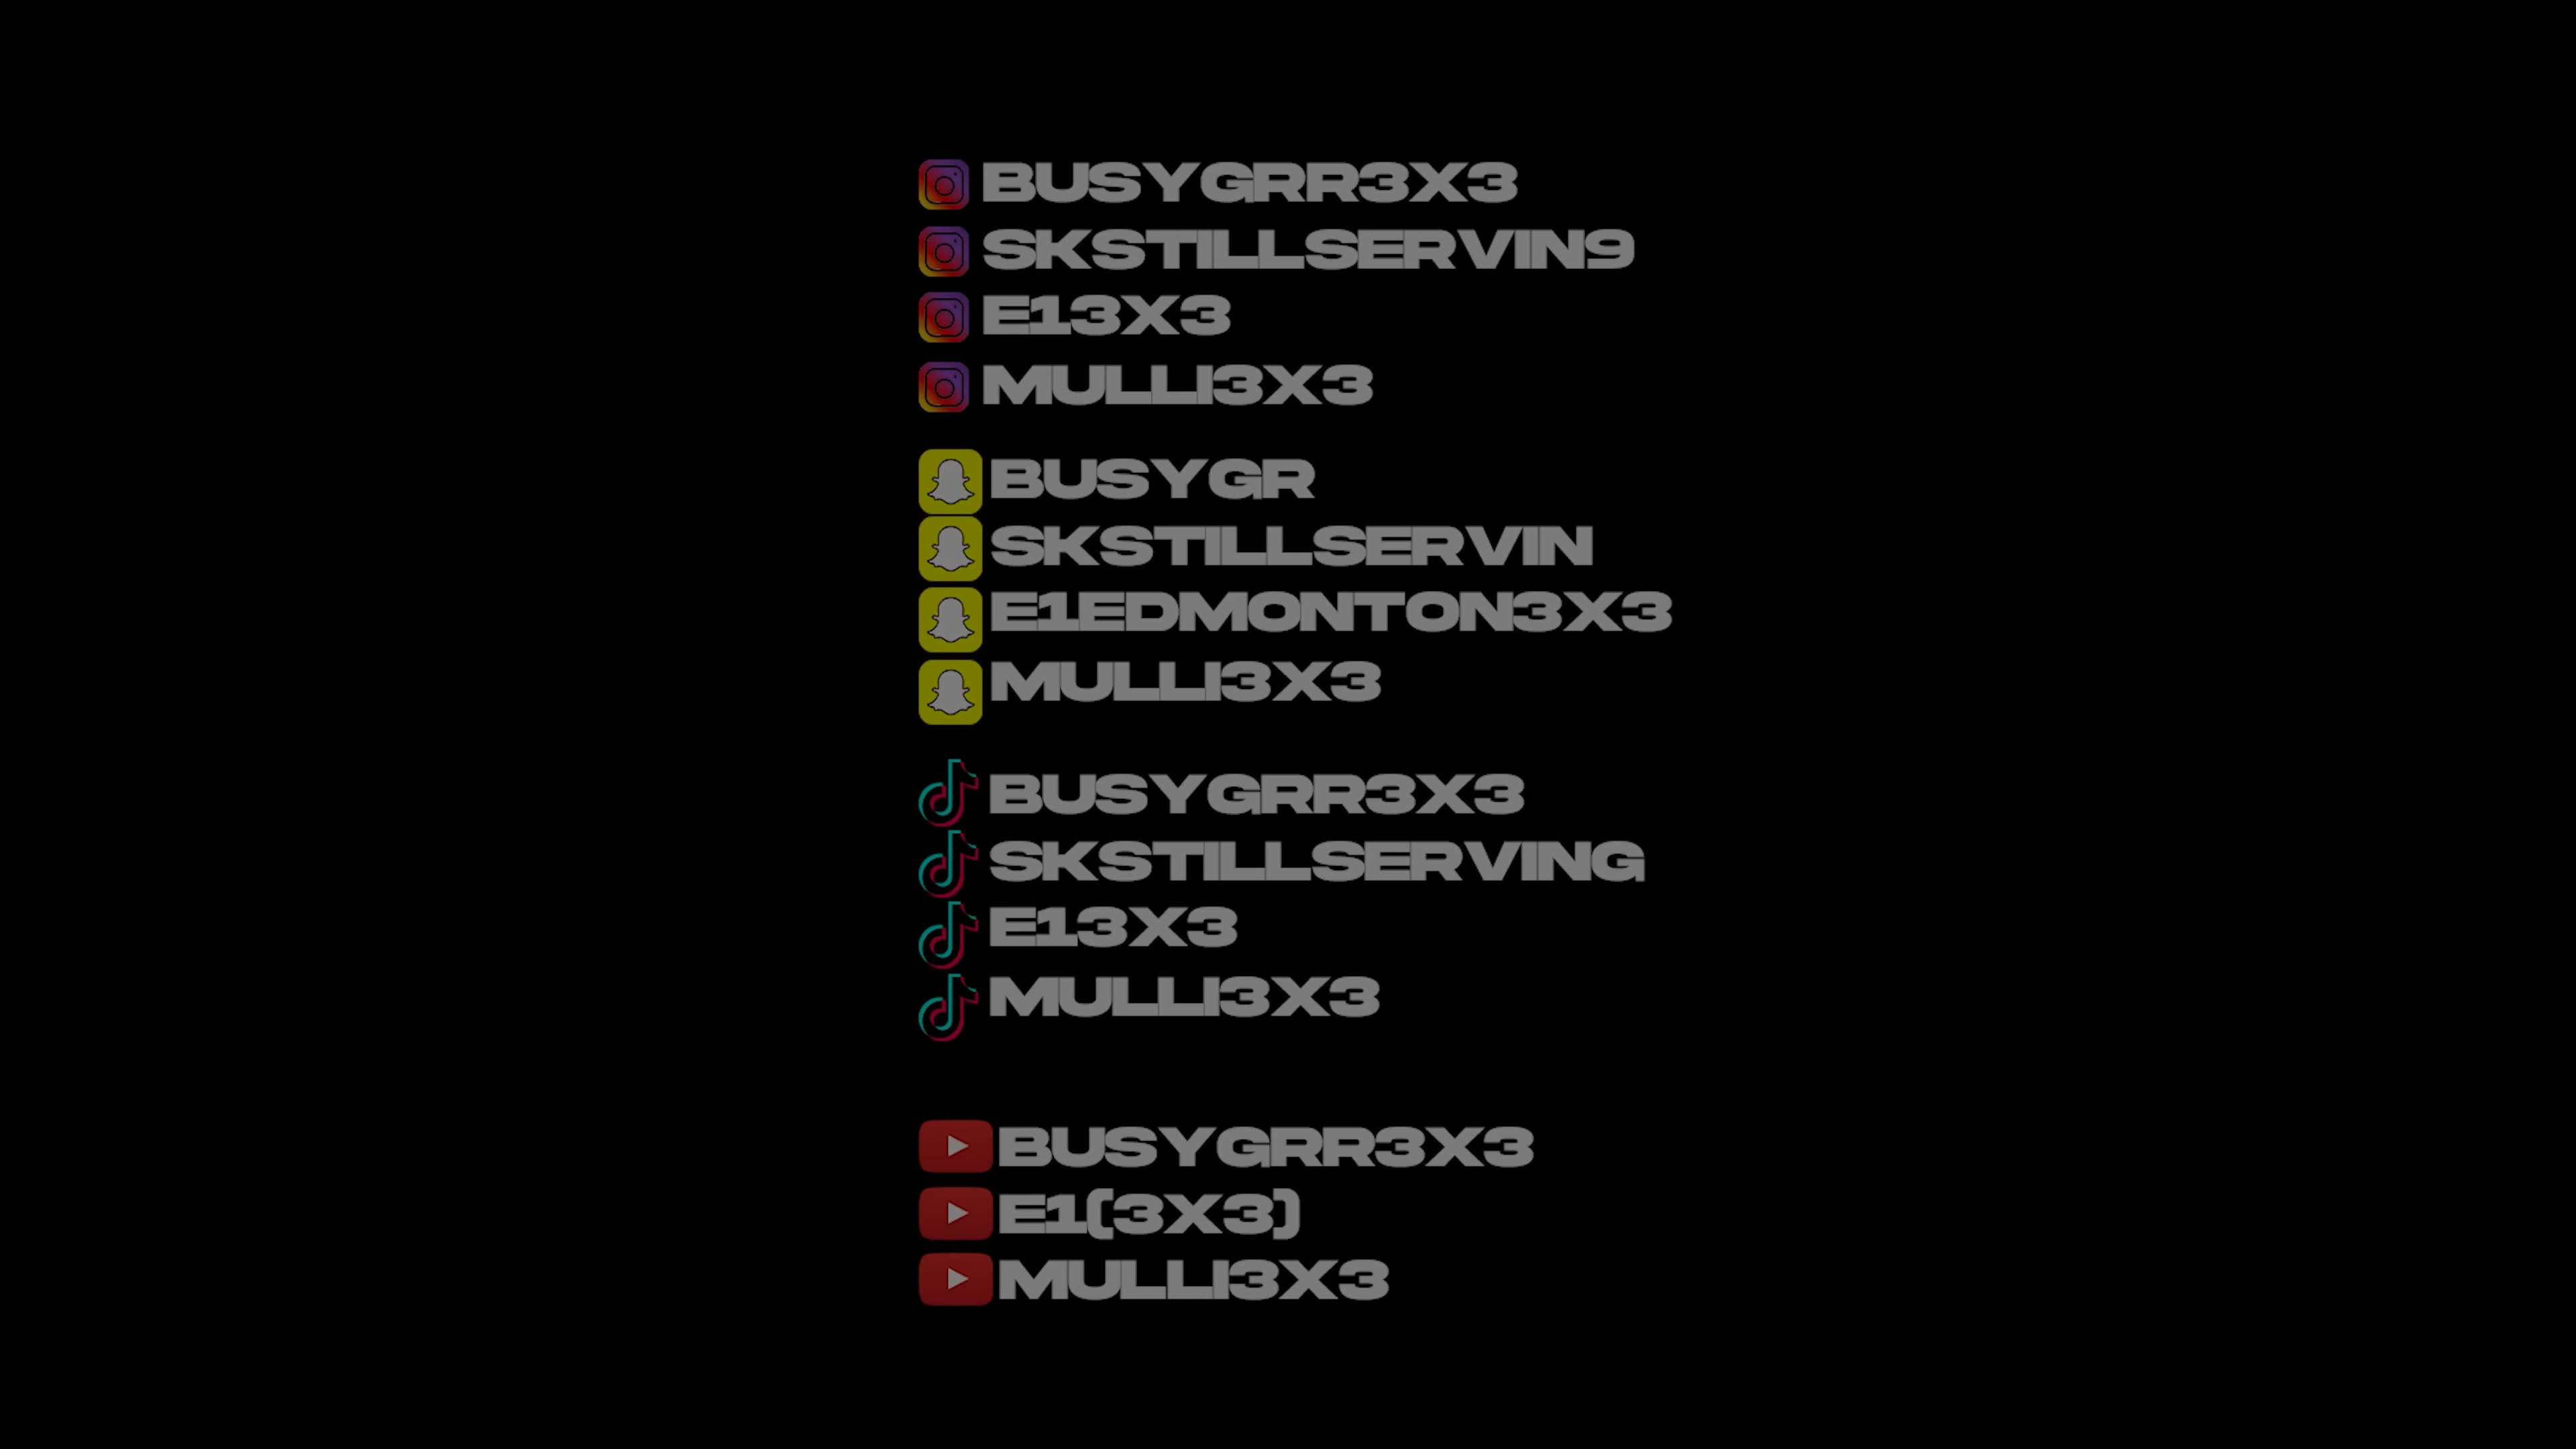 BUSYGRR3X3
SKSTILLSERVIN9
E13X3
MULLI3X3
BUSYGR
SKSTILLSERVIN
E1EDMONTON3X3
MULLI3X3
BUSYGRR3X3
SKSTILLSERVING
E13X3
MULLI3X3
BUSYGRR3X3
E1(3X3)
MULLI3X3